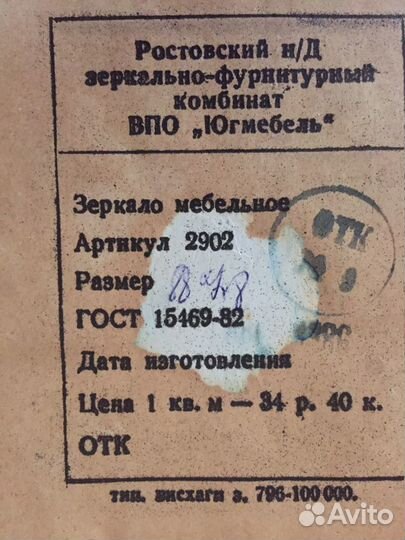 Ростовский н/Д
зеркально-фурнитурный
комбинат
ВПО „Югмебель"
Зеркало мебельное
Артикул 2902
Размер
ГОСТ 15469-82
Дата изготовления
Цена 1 кв. м — 34 р. 40 к.
ОТК
ОТК
тип. висхаги з. 796-100 000.
Avito